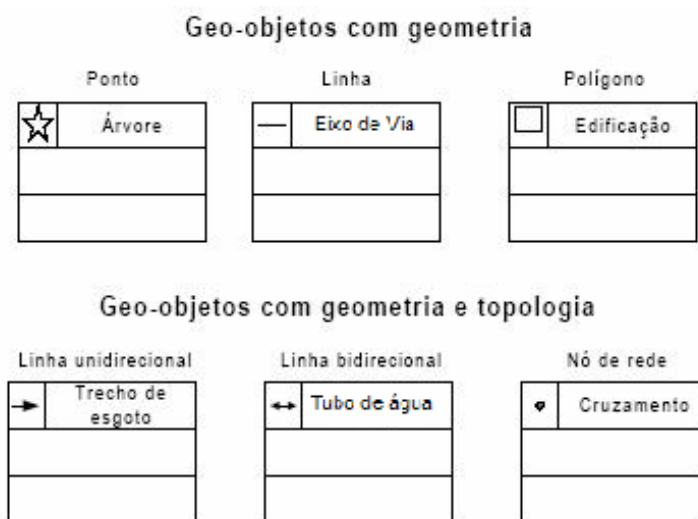 Geo-objetos com geometria
Ponto
Linha
Polígono
Árvore
Eixo de Via
Edificação
Geo-objetos com geometria e topologia
Linha unidirecional
Linha bidirecional
Nó de rede
Trecho de
esgoto
Tubo de água
Cruzamento